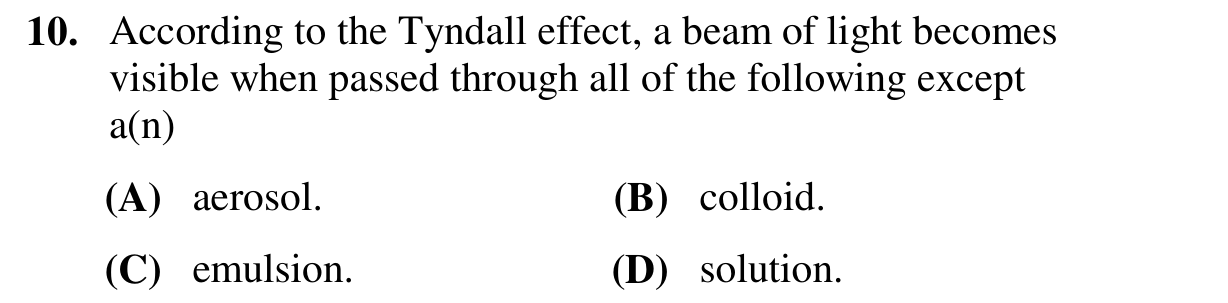 10. According to the Tyndall effect, a beam of light becomes
visible when passed through all of the following except
a(n)
(A) aerosol. (B) colloid.
(C) emulsion. (D) solution.